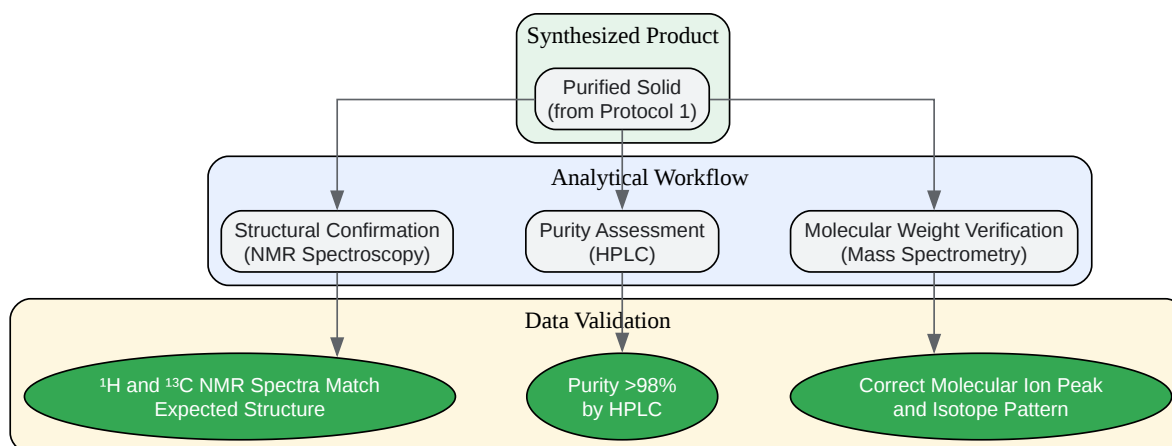 Synthesized Product
Purified Solid
(from Protocol 1)
Analytical Workflow
Structural Confirmation
(NMR Spectroscopy)
Purity Assessment
(HPLC)
Molecular Weight Verification
(Mass Spectrometry)
Data Validation
¹H and ¹³C NMR Spectra Match
Expected Structure
Purity >98%
by HPLC
Correct Molecular Ion Peak
and Isotope Pattern